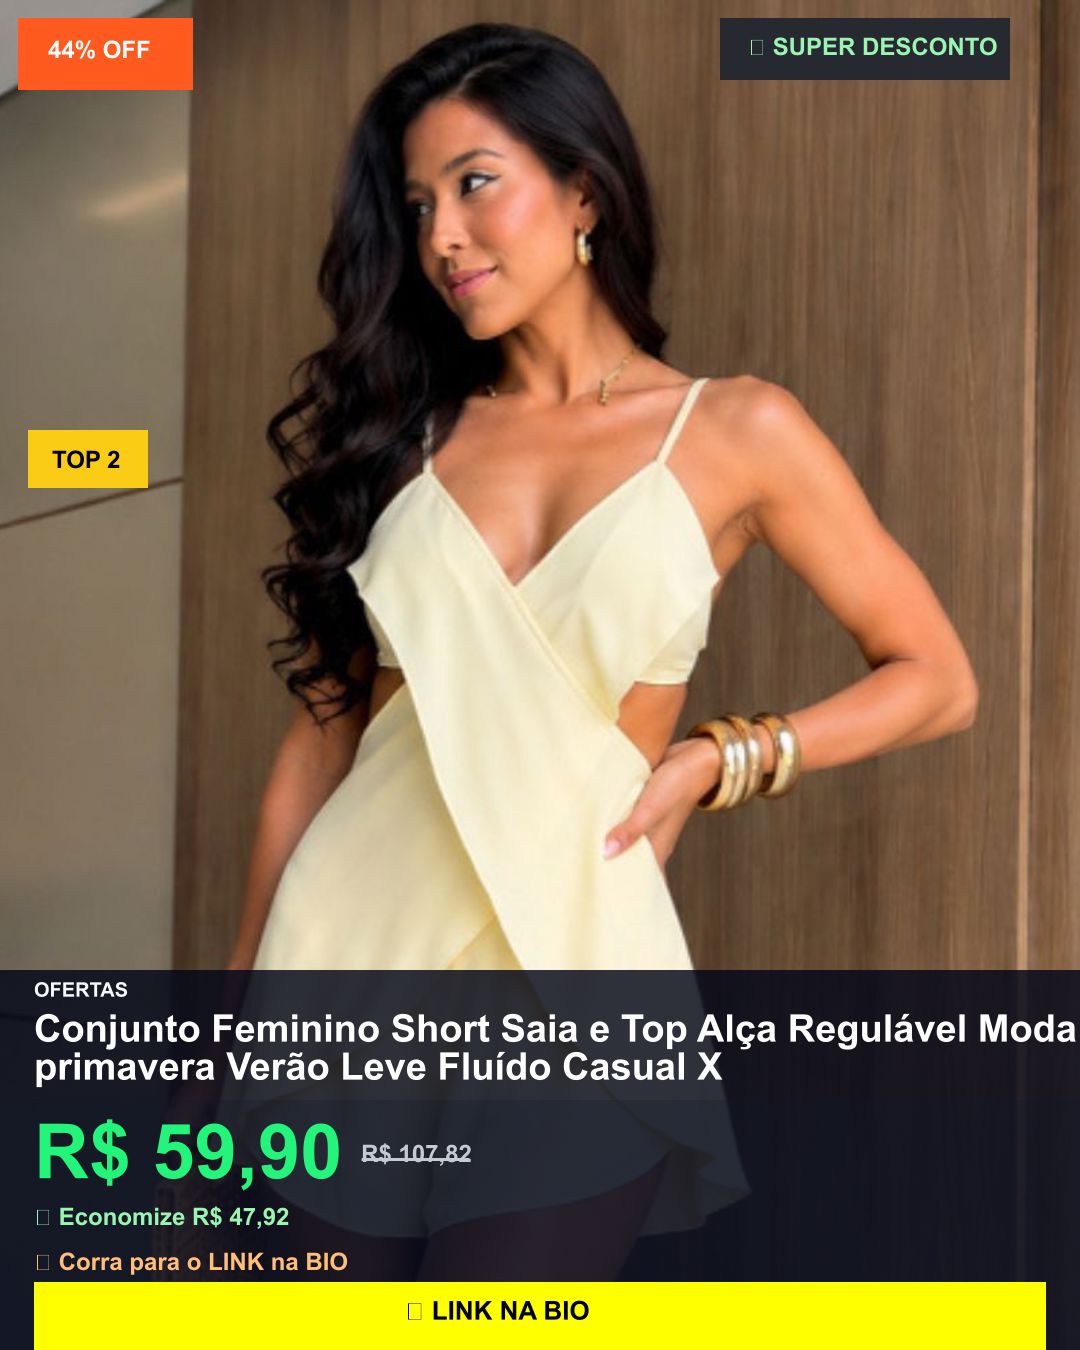 44% OFF
SUPER DESCONTO
TOP 2
OFERTAS
Conjunto Feminino Short Saia e Top Alça Regulável Moda
primavera Verão Leve Fluído Casual X
R$ 59,90 R$ 107,82
Economize R$ 47,92
Corra para o LINK na BIO
LINK NA BIO